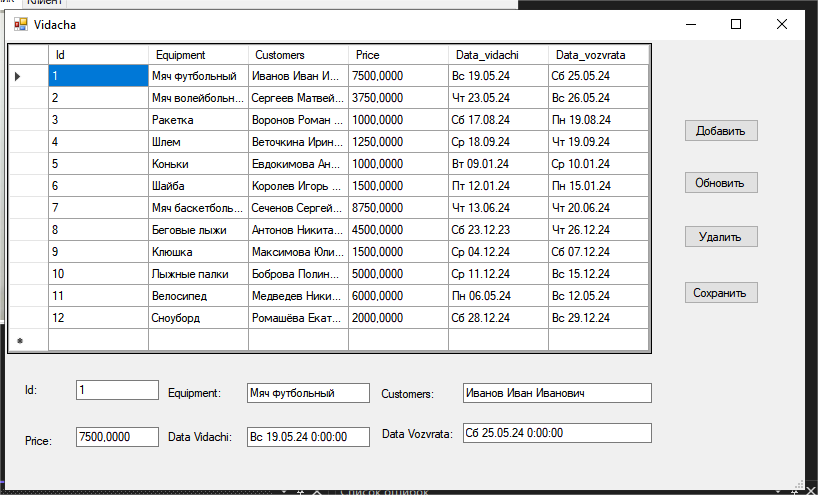 Клиент
Vidacha
Id Equipment Customers Price Data_vidachi Data_vozvrata
1 Мяч футбольный Иванов Иван И... 7500,0000 Вс 19.05.24 Сб 25.05.24
2 Мяч волейбольн... Сергеев Матвей... 3750,0000 Чт 23.05.24 Вс 26.05.24
3 Ракетка Воронов Роман ... 1000,0000 Сб 17.08.24 Пн 19.08.24
4 Шлем Веточкина Ирин... 1250,0000 Ср 18.09.24 Чт 19.09.24
5 Коньки Евдокимова Ан... 1000,0000 Вт 09.01.24 Ср 10.01.24
6 Шайба Королев Игорь ... 1500,0000 Пт 12.01.24 Пн 15.01.24
7 Мяч баскетболь... Сеченов Сергей... 8750,0000 Чт 13.06.24 Чт 20.06.24
8 Беговые лыжи Антонов Никита... 4500,0000 Сб 23.12.23 Чт 26.12.24
9 Клюшка Максимова Юли... 1500,0000 Ср 04.12.24 Сб 07.12.24
10 Лыжные палки Боброва Полин... 5000,0000 Ср 11.12.24 Вс 15.12.24
11 Велосипед Медведев Ники... 6000,0000 Пн 06.05.24 Вс 12.05.24
12 Сноуборд Ромашёва Екат... 2000,0000 Сб 28.12.24 Вс 29.12.24
Добавить
Обновить
Удалить
Сохранить
Id: 1 Equipment: Мяч футбольный Customers: Иванов Иван Иванович
Price: 7500,0000 Data Vidachi: Вс 19.05.24 0:00:00 Data Vozvrata: Сб 25.05.24 0:00:00
Список ошибок